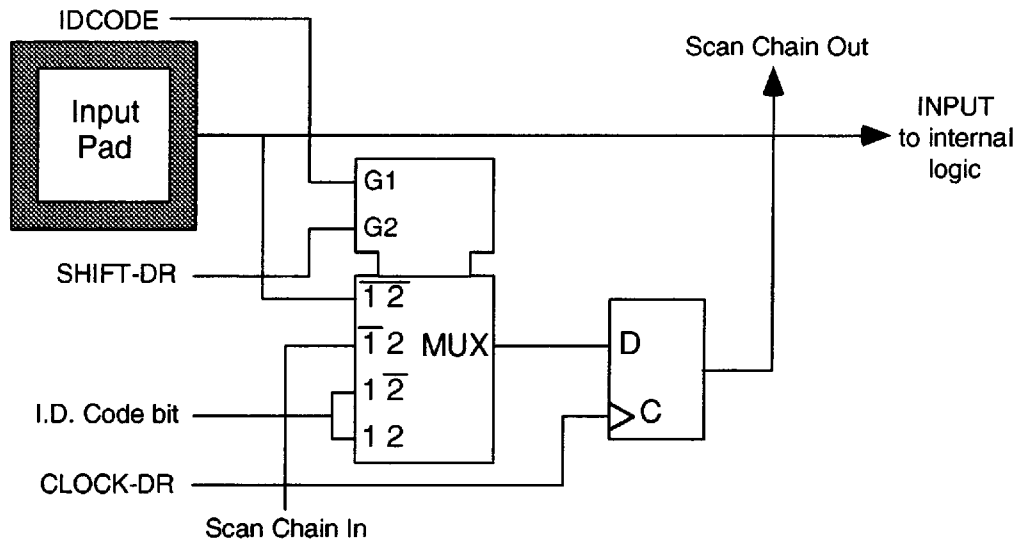 IDCODE
Input
Pad
Scan Chain Out
INPUT
to internal
logic
G1
G2
SHIFT-DR
1̅ 2̅
1̅ 2
MUX
D
1 2̅
I.D. Code bit
1 2
C
CLOCK-DR
Scan Chain In